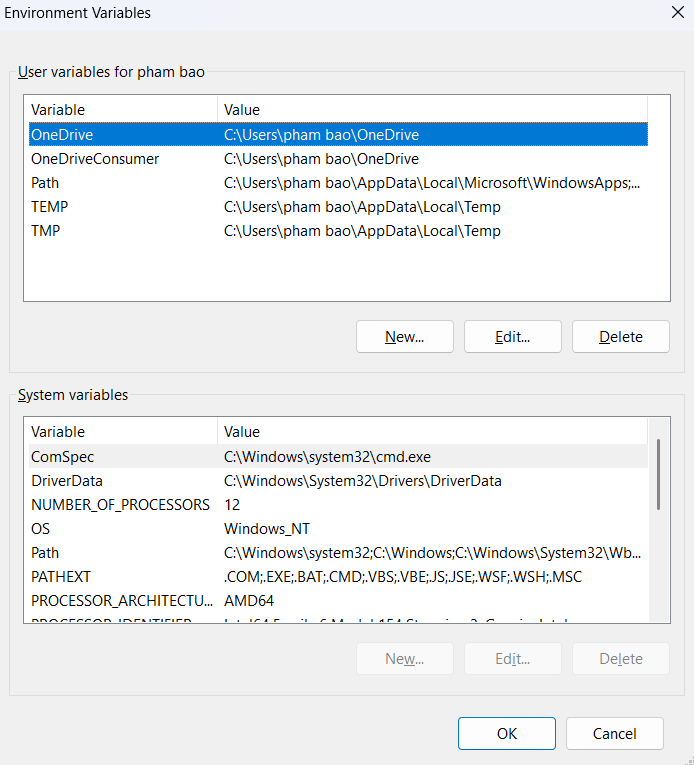 Environment Variables
User variables for pham bao
Variable Value
OneDrive C:\Users\pham bao\OneDrive
OneDriveConsumer C:\Users\pham bao\OneDrive
Path C:\Users\pham bao\AppData\Local\Microsoft\WindowsApps;...
TEMP C:\Users\pham bao\AppData\Local\Temp
TMP C:\Users\pham bao\AppData\Local\Temp
New... Edit... Delete
System variables
Variable Value
ComSpec C:\Windows\system32\cmd.exe
DriverData C:\Windows\System32\Drivers\DriverData
NUMBER_OF_PROCESSORS 12
OS Windows_NT
Path C:\Windows\system32;C:\Windows;C:\Windows\System32\Wb...
PATHEXT .COM;.EXE;.BAT;.CMD;.VBS;.VBE;.JS;.JSE;.WSF;.WSH;.MSC
PROCESSOR_ARCHITECTU... AMD64
New... Edit... Delete
OK Cancel